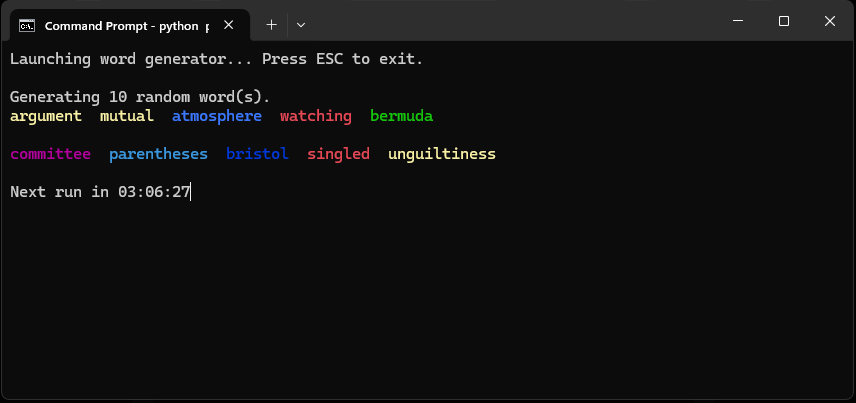 Command Prompt - python
Launching word generator... Press ESC to exit.
Generating 10 random word(s).
argument mutual atmosphere watching bermuda
committee parentheses bristol singled unguiltiness
Next run in 03:06:27